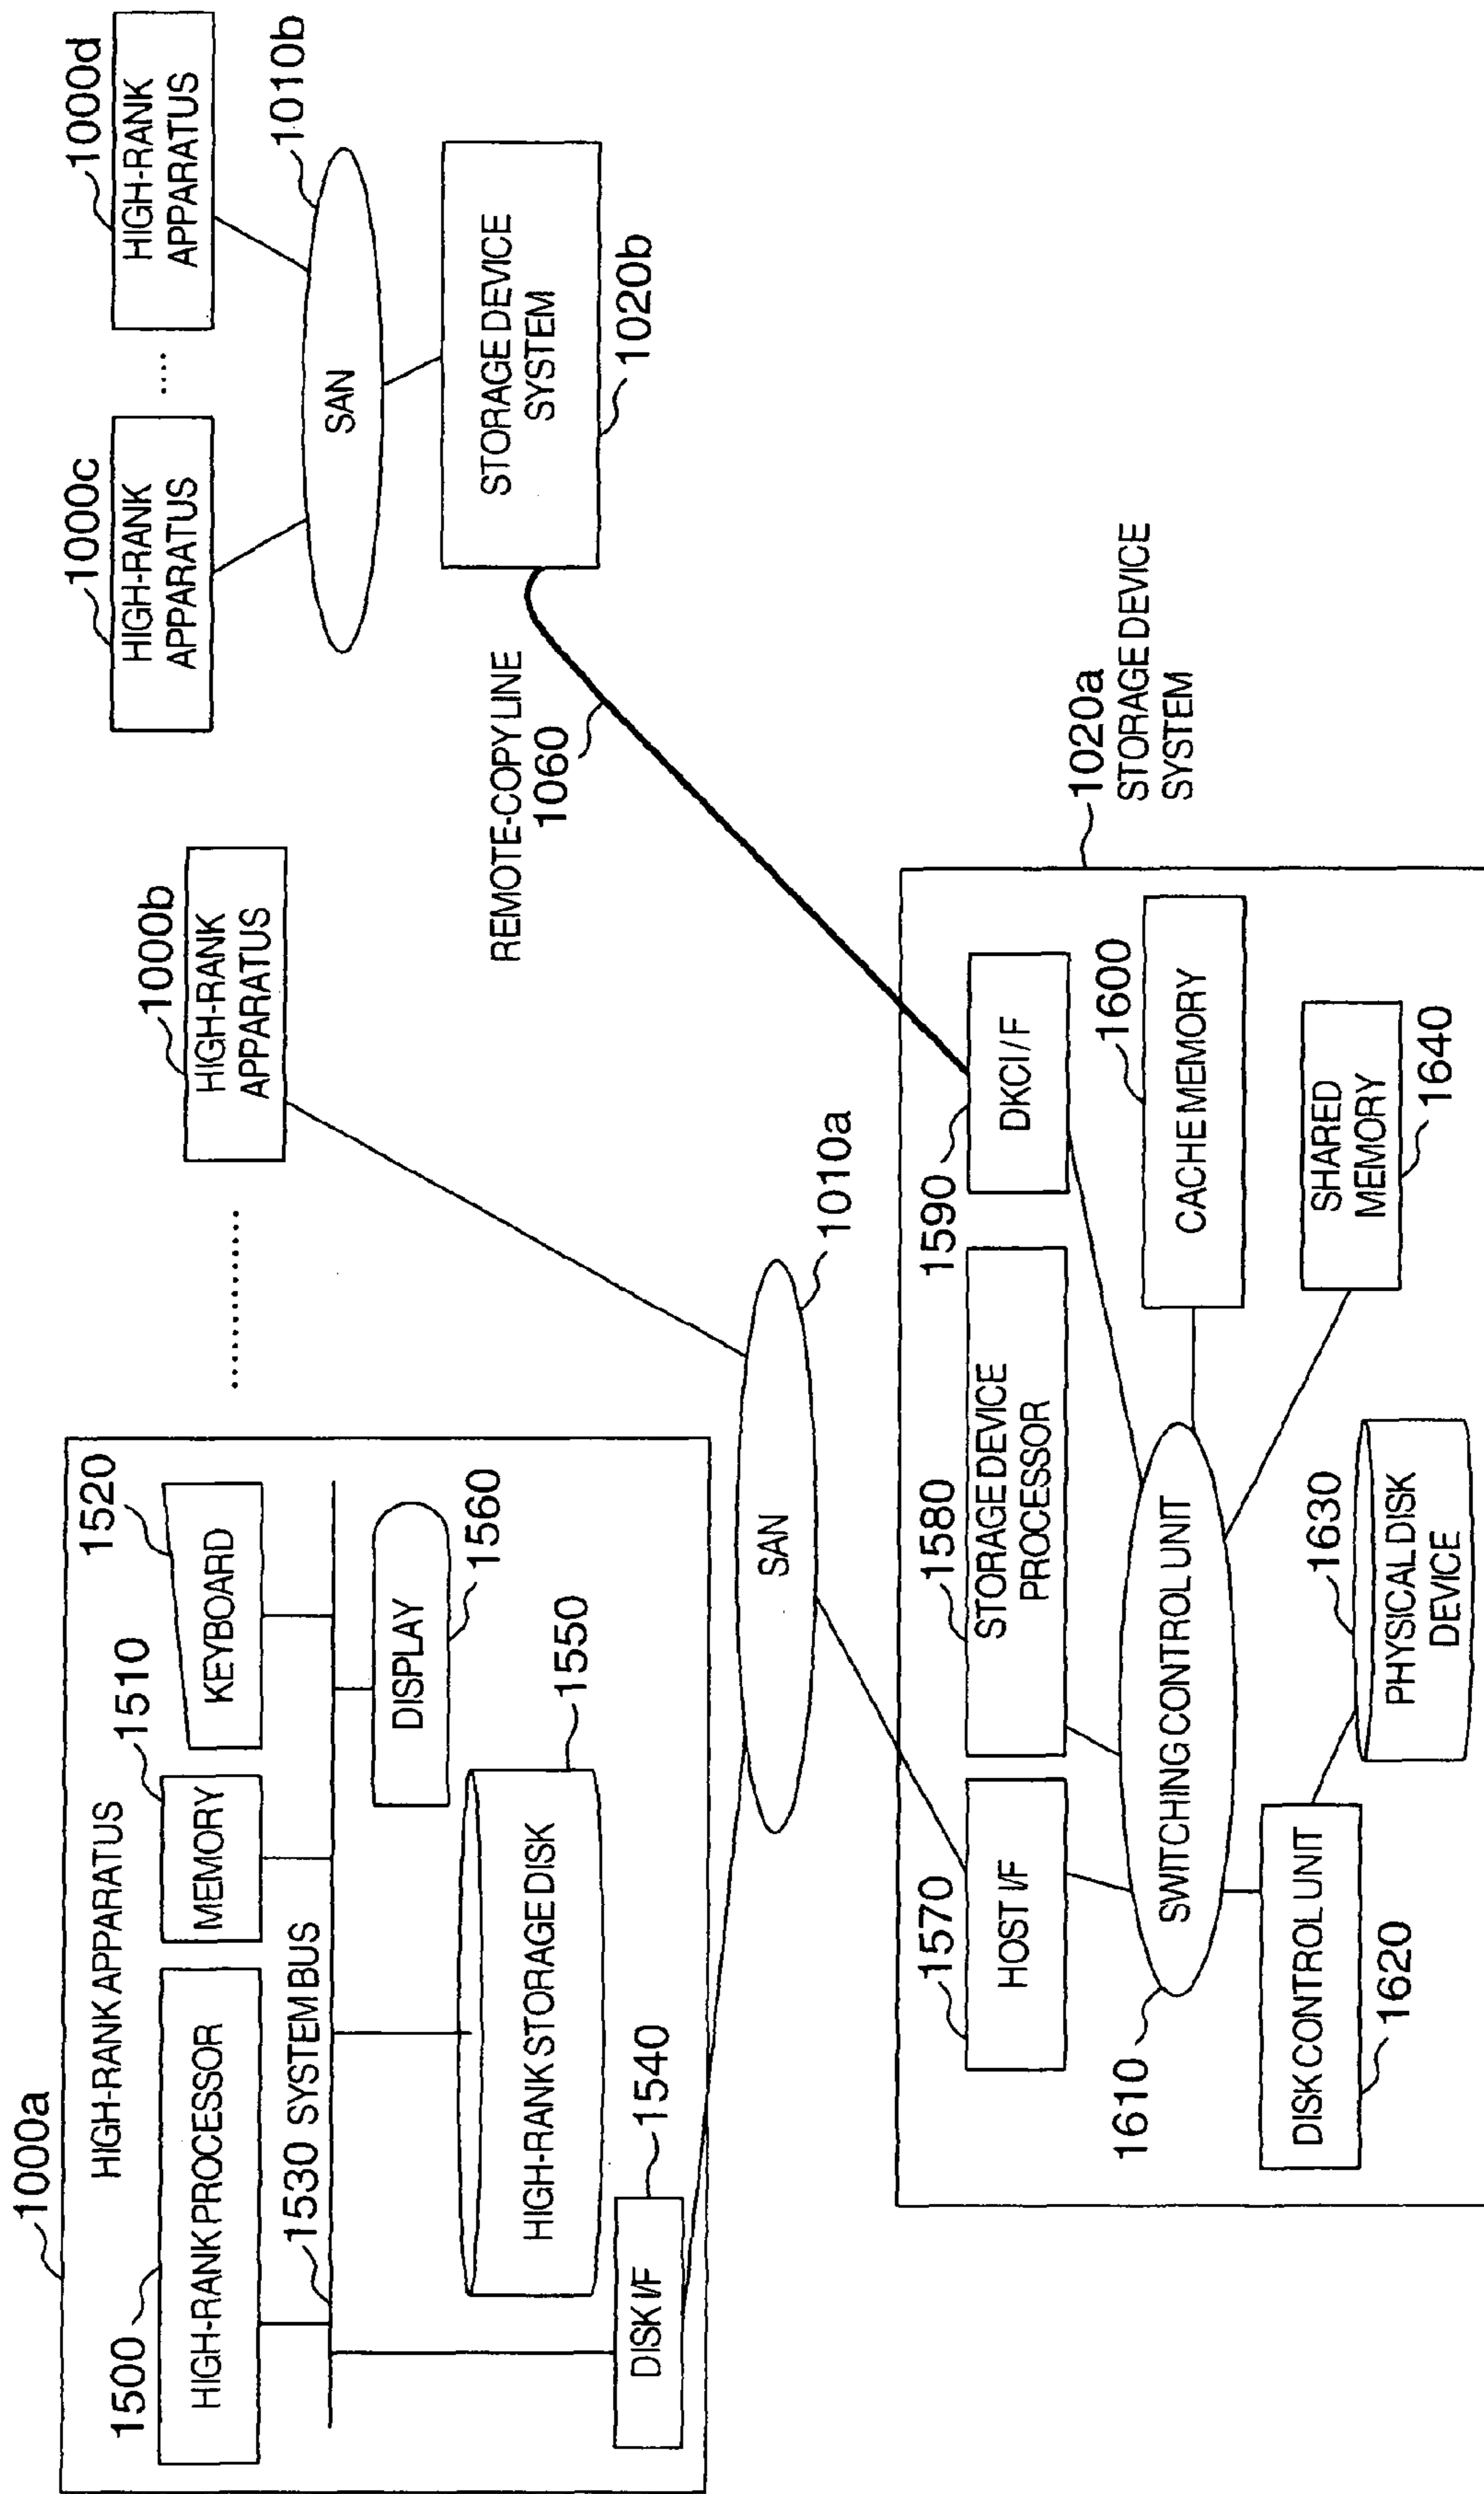 1000a
HIGH-RANK APPARATUS
1500
HIGH-RANK PROCESSOR
1510
MEMORY
1520
KEYBOARD
1530 SYSTEM BUS
DISPLAY
1560
HIGH-RANK STORAGE DISK
1550
DISK I/F
1540
1000b
HIGH-RANK
APPARATUS
1000c
HIGH-RANK
APPARATUS
1000d
HIGH-RANK
APPARATUS
SAN
1010b
STORAGE DEVICE
SYSTEM
1020b
REMOTE-COPY LINE
1060
SAN
1010a
1020a
STORAGE DEVICE
SYSTEM
1570
HOST I/F
1580
STORAGE DEVICE
PROCESSOR
1590
DKC I/F
1610
SWITCHING CONTROL UNIT
1600
CACHE MEMORY
DISK CONTROL UNIT
1620
1630
PHYSICAL DISK
DEVICE
SHARED
MEMORY
1640